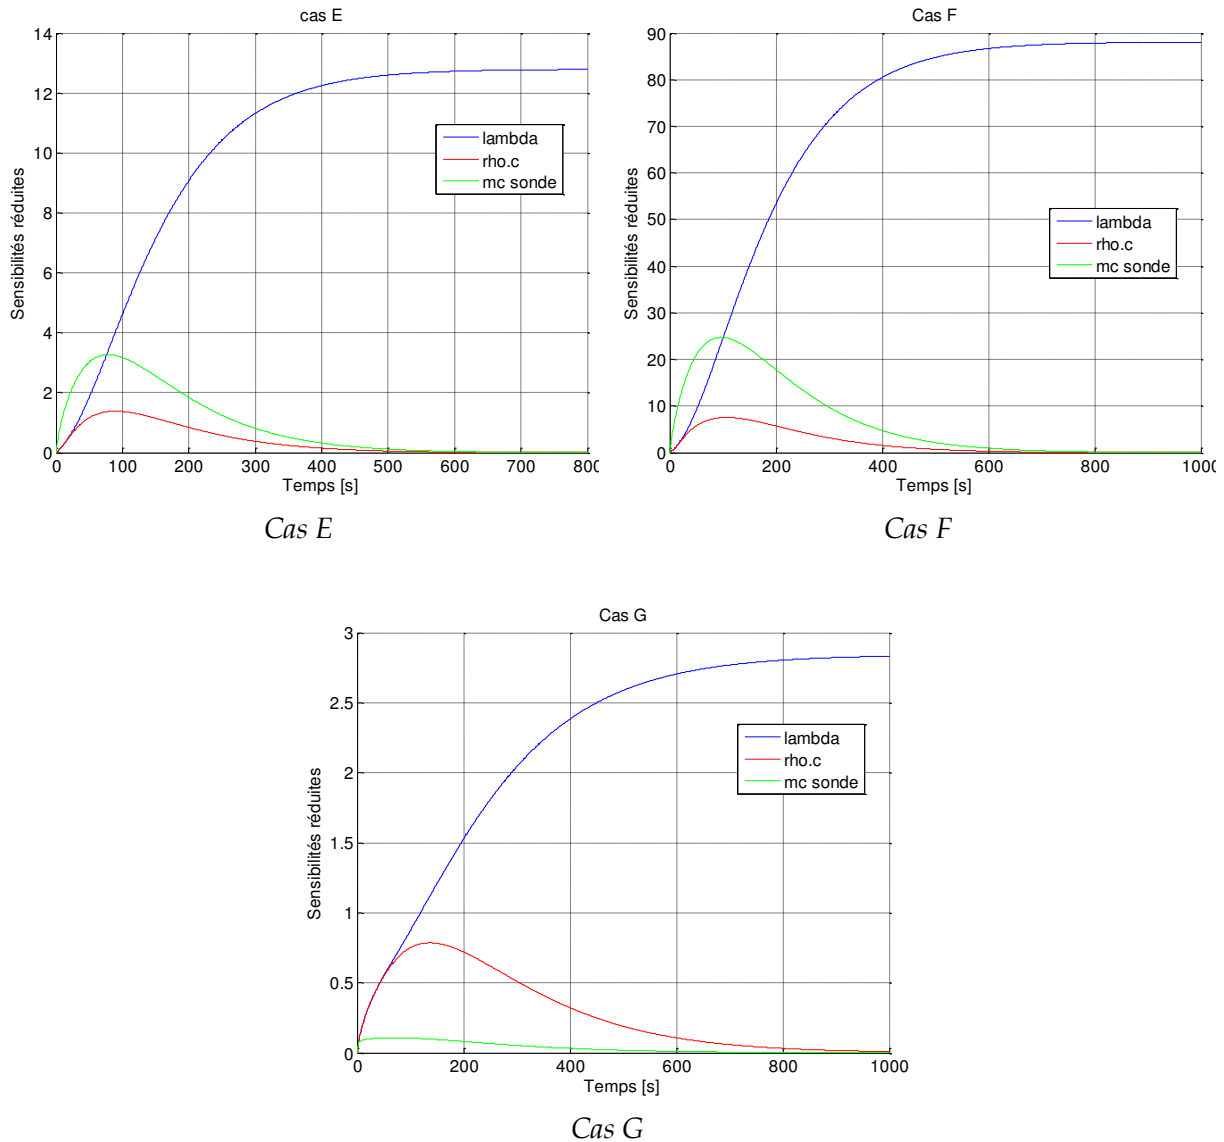 cas E
14
12
10
8
6
4
2
0
Sensibilités réduites
lambda
rho.c
mc sonde
0 100 200 300 400 500 600 700 800
Temps [s]
Cas E
Cas F
90
80
70
60
50
40
30
20
10
0
Sensibilités réduites
lambda
rho.c
mc sonde
0 200 400 600 800 1000
Temps [s]
Cas F
Cas G
3
2.5
2
1.5
1
0.5
0
Sensibilités réduites
lambda
rho.c
mc sonde
0 200 400 600 800 1000
Temps [s]
Cas G